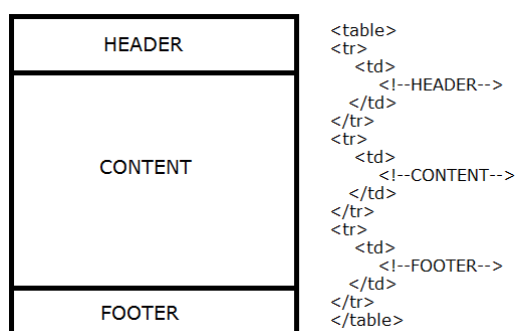 HEADER
CONTENT
FOOTER
<table>
<tr>
<td>
<!--HEADER-->
</td>
</tr>
<tr>
<td>
<!--CONTENT-->
</td>
</tr>
<tr>
<td>
<!--FOOTER-->
</td>
</tr>
</table>